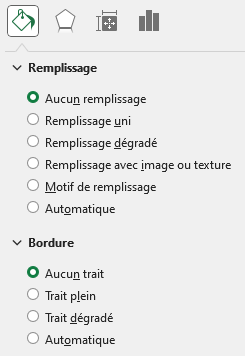 Remplissage
Aucun remplissage
Remplissage uni
Remplissage dégradé
Remplissage avec image ou texture
Motif de remplissage
Automatique
Bordure
Aucun trait
Trait plein
Trait dégradé
Automatique